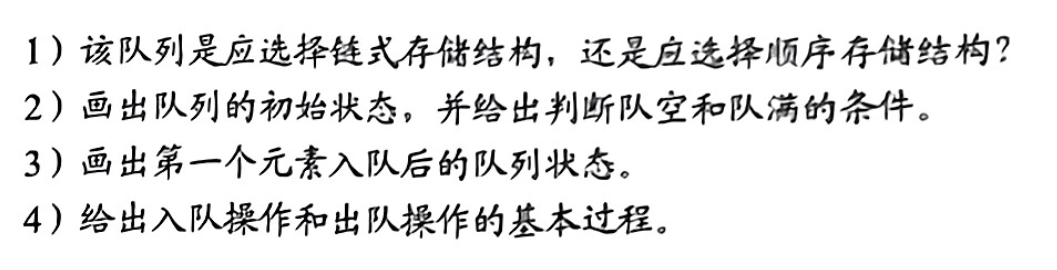 1）该队列是应选择链式存储结构，还是应选择顺序存储结构？
2）画出队列的初始状态，并给出判断队空和队满的条件。
3）画出第一个元素入队后的队列状态。
4）给出入队操作和出队操作的基本过程。